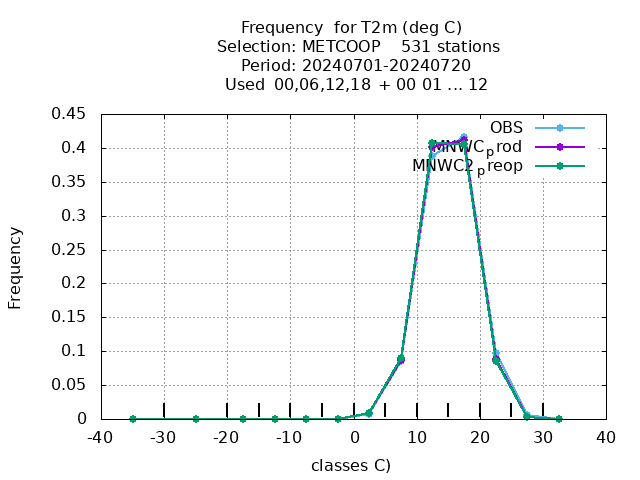 Frequency  for T2m (deg C)
Selection: METCOOP    531 stations
Period: 20240701-20240720
Used  00,06,12,18 + 00 01 ... 12
OBS
MNWCprod
MNWC2preop
0.45
0.4
0.35
0.3
0.25
0.2
0.15
0.1
0.05
0
Frequency
-40 -30 -20 -10 0 10 20 30 40
classes C)